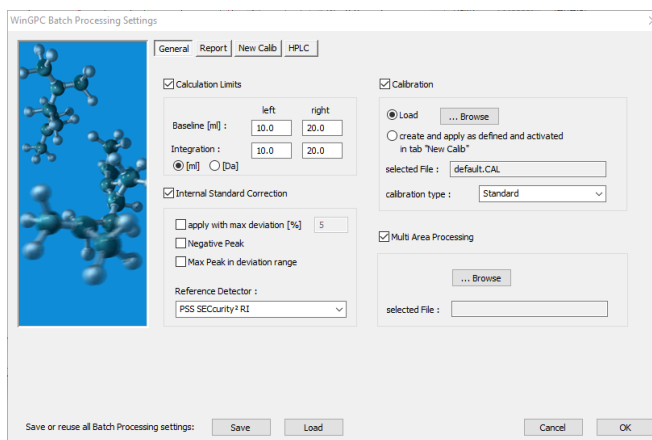 WinGPC Batch Processing Settings
General Report New Calib HPLC
Calculation Limits
left right
Baseline [ml] : 10.0 20.0
Integration : 10.0 20.0
[ml] [Da]
Internal Standard Correction
apply with max deviation [%] 5
Negative Peak
Max Peak in deviation range
Reference Detector :
PSS SECcurity² RI
Calibration
Load ... Browse
create and apply as defined and activated
in tab "New Calib"
selected File : default.CAL
calibration type : Standard
Multi Area Processing
... Browse
selected File :
Save or reuse all Batch Processing settings: Save Load Cancel OK